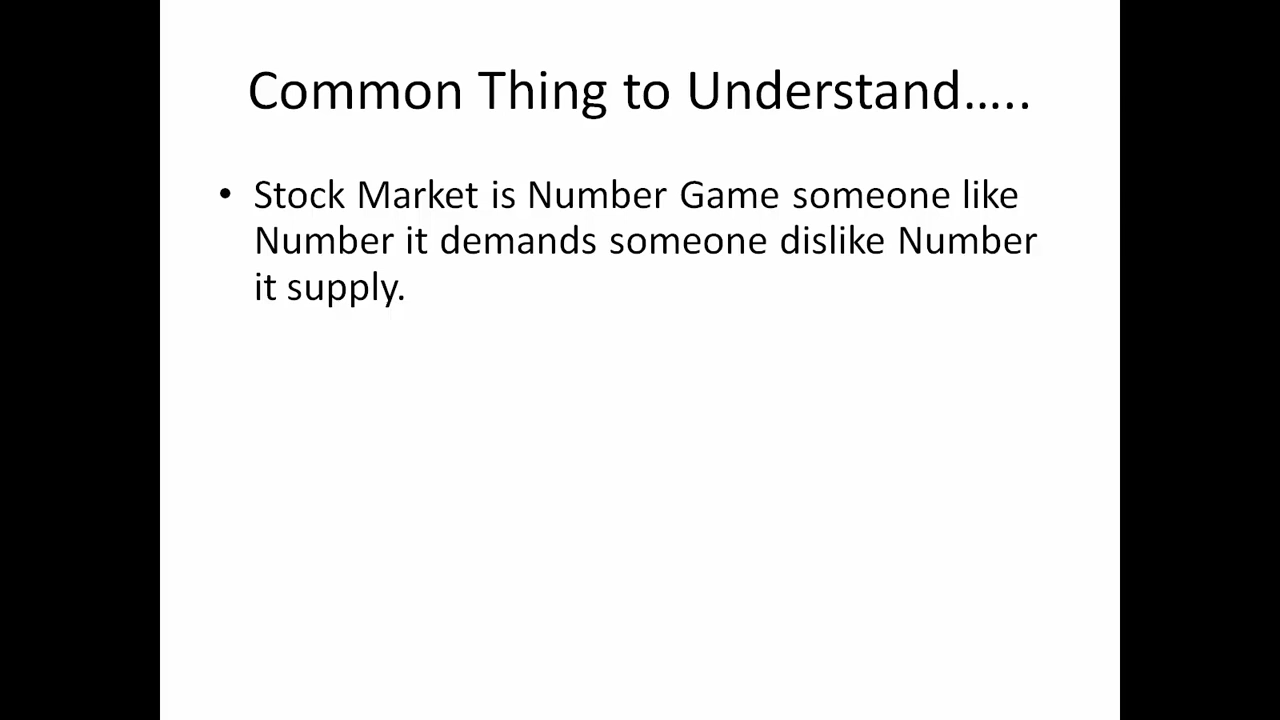 Common Thing to Understand…..
• Stock Market is Number Game someone like
Number it demands someone dislike Number
it supply.